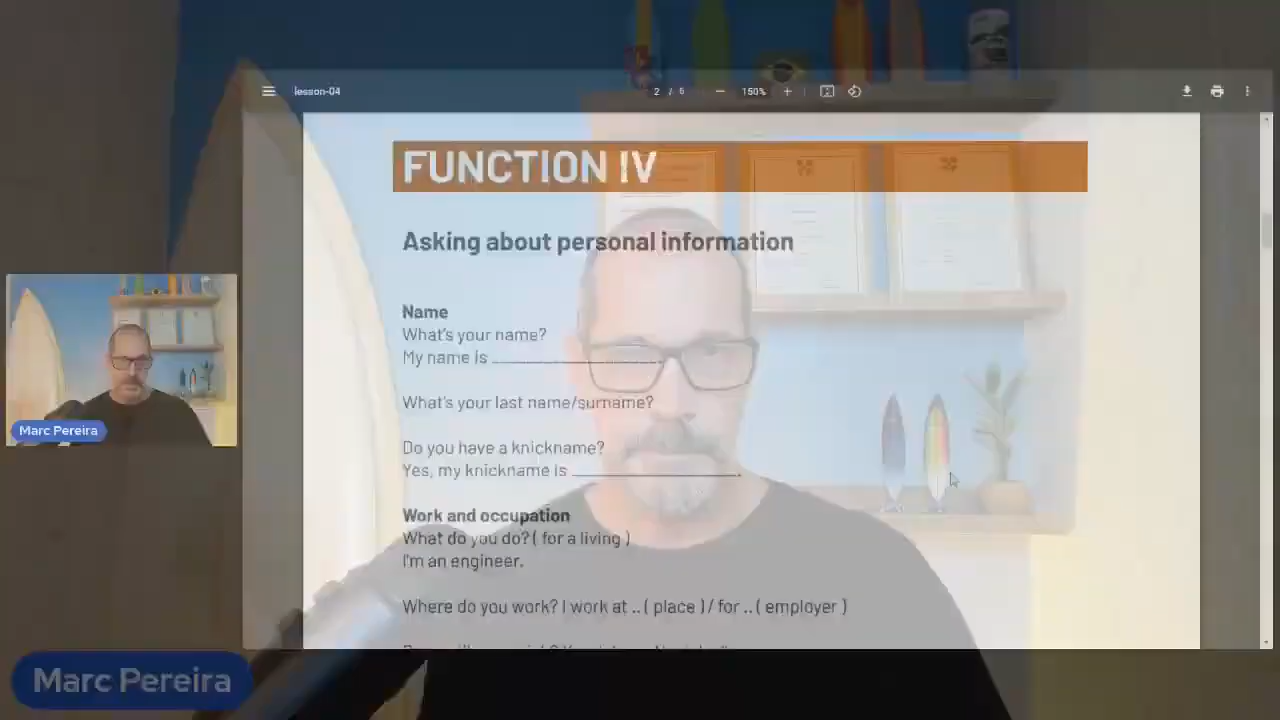 lesson-04
2 / 6
150%
FUNCTION IV
Asking about personal information
Name
What's your name?
My name is ____________________.
What's your last name/surname?
Do you have a knickname?
Yes, my knickname is ____________________.
Work and occupation
What do you do? ( for a living )
I'm an engineer.
Where do you work? I work at .. ( place ) / for .. ( employer )
Marc Pereira
Marc Pereira